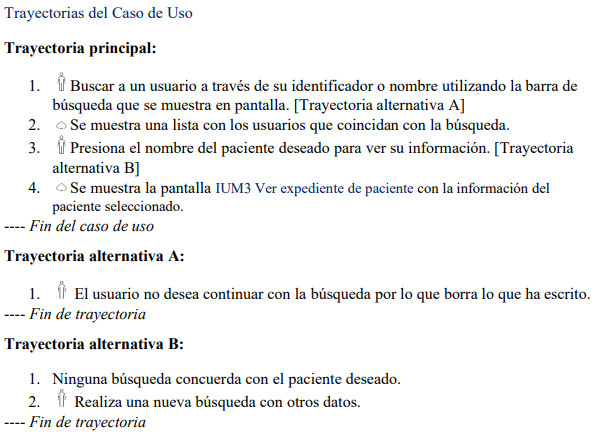 Trayectorias del Caso de Uso
Trayectoria principal:
1. Buscar a un usuario a través de su identificador o nombre utilizando la barra de
búsqueda que se muestra en pantalla. [Trayectoria alternativa A]
2. Se muestra una lista con los usuarios que coincidan con la búsqueda.
3. Presiona el nombre del paciente deseado para ver su información. [Trayectoria
alternativa B]
4. Se muestra la pantalla IUM3 Ver expediente de paciente con la información del
paciente seleccionado.
---- Fin del caso de uso
Trayectoria alternativa A:
1. El usuario no desea continuar con la búsqueda por lo que borra lo que ha escrito.
---- Fin de trayectoria
Trayectoria alternativa B:
1. Ninguna búsqueda concuerda con el paciente deseado.
2. Realiza una nueva búsqueda con otros datos.
---- Fin de trayectoria